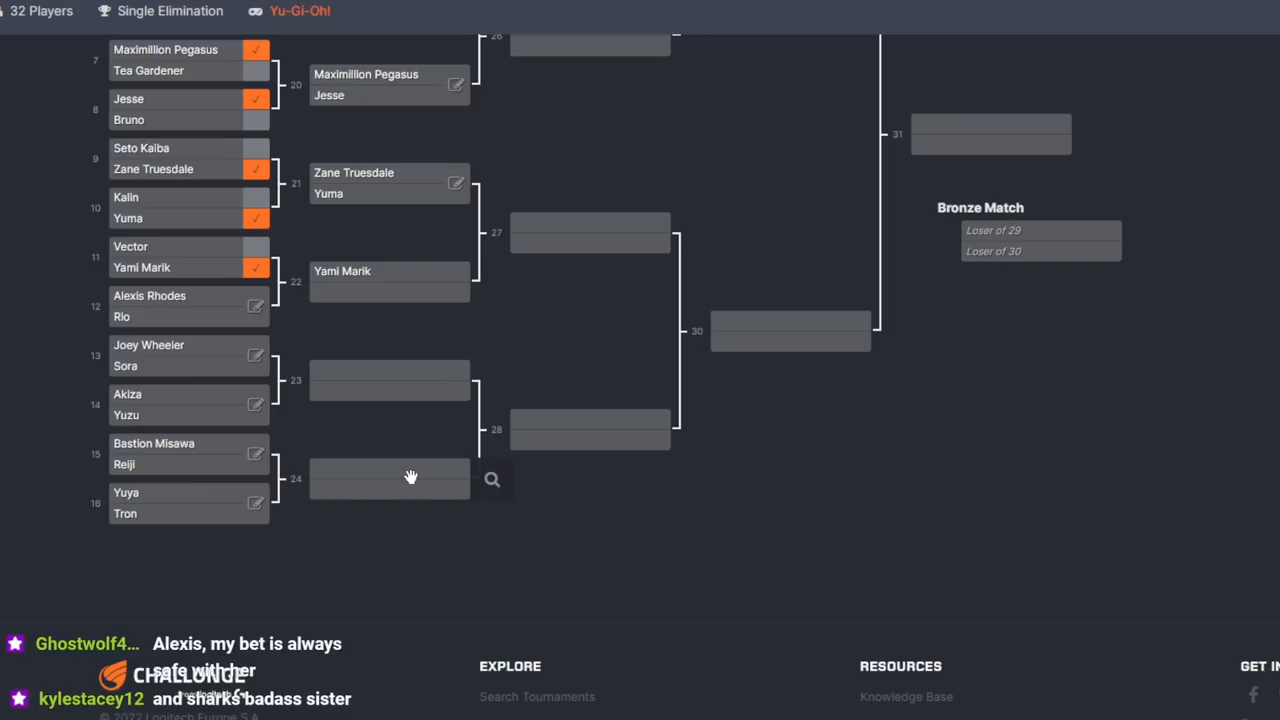 32 Players
Single Elimination
Yu-Gi-Oh!
7
Maximillion Pegasus
Tea Gardener
8
Jesse
Bruno
9
Seto Kaiba
Zane Truesdale
10
Kalin
Yuma
11
Vector
Yami Marik
12
Alexis Rhodes
Rio
13
Joey Wheeler
Sora
14
Akiza
Yuzu
15
Bastion Misawa
Reiji
16
Yuya
Tron
20
Maximillion Pegasus
Jesse
21
Zane Truesdale
Yuma
22
Yami Marik
23
24
26
27
28
30
31
Bronze Match
Loser of 29
Loser of 30
Ghostwolf4... Alexis, my bet is always
safe with her
kylestacey12 and sharks badass sister
CHALLONGE
© 2022 Logitech Europe S.A.
EXPLORE
Search Tournaments
RESOURCES
Knowledge Base
GET IN